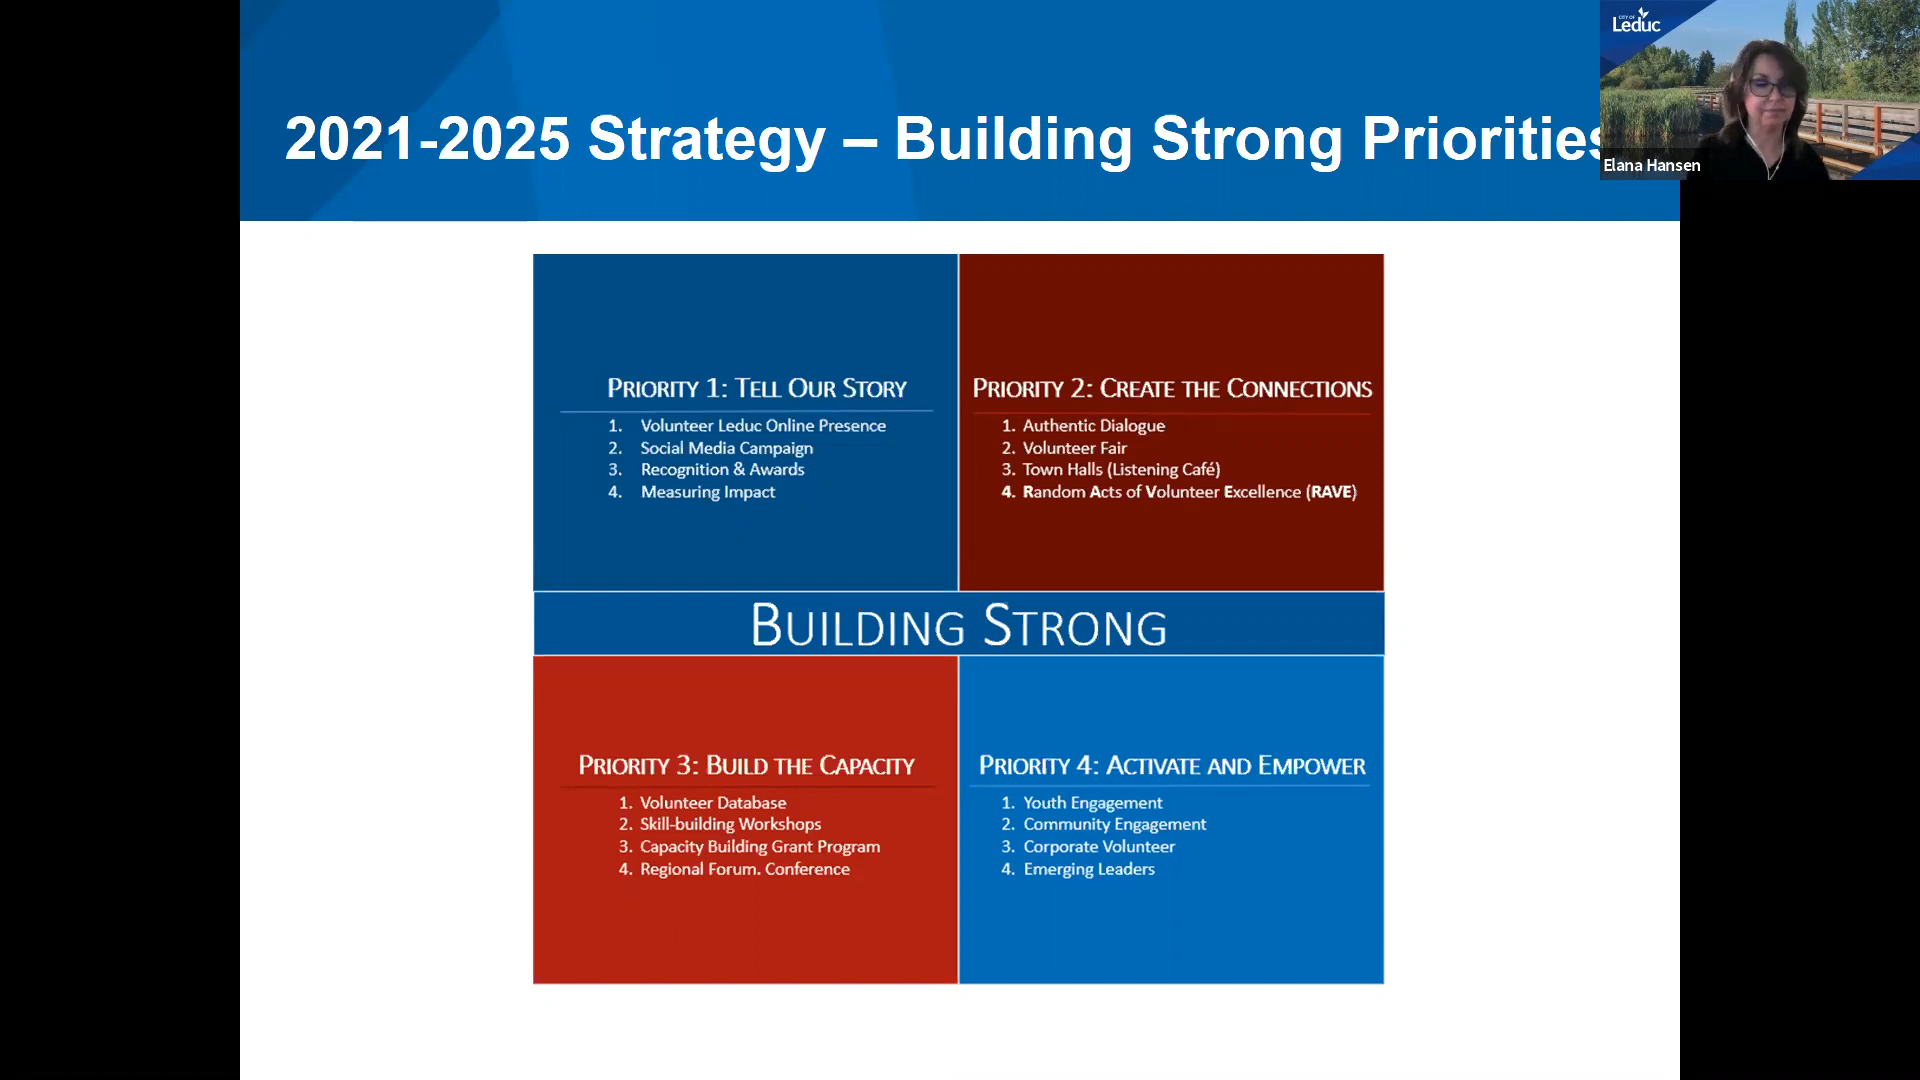 2021-2025 Strategy – Building Strong Priorities
CITY OF
Leduc
Elana Hansen
PRIORITY 1: TELL OUR STORY
1. Volunteer Leduc Online Presence
2. Social Media Campaign
3. Recognition & Awards
4. Measuring Impact
PRIORITY 2: CREATE THE CONNECTIONS
1. Authentic Dialogue
2. Volunteer Fair
3. Town Halls (Listening Café)
4. Random Acts of Volunteer Excellence (RAVE)
BUILDING STRONG
PRIORITY 3: BUILD THE CAPACITY
1. Volunteer Database
2. Skill-building Workshops
3. Capacity Building Grant Program
4. Regional Forum. Conference
PRIORITY 4: ACTIVATE AND EMPOWER
1. Youth Engagement
2. Community Engagement
3. Corporate Volunteer
4. Emerging Leaders